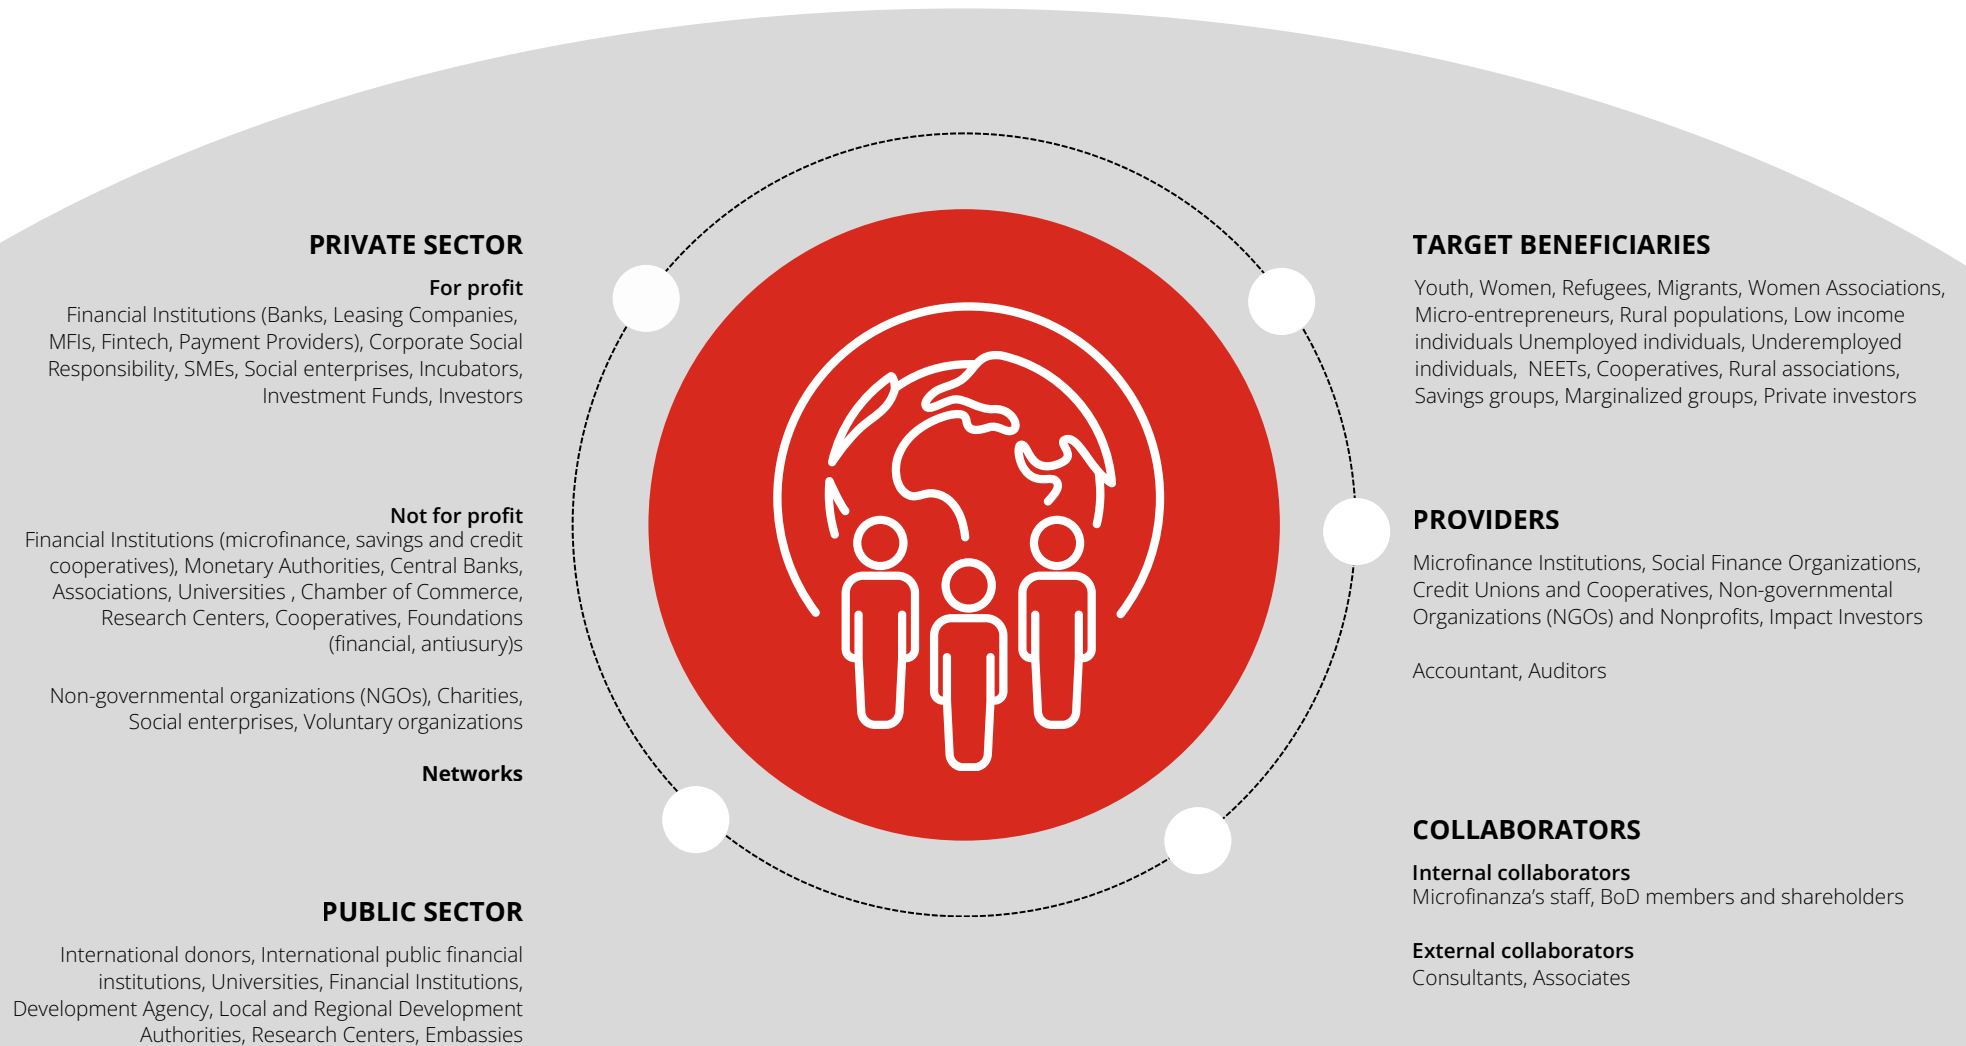 PRIVATE SECTOR
For profit
Financial Institutions (Banks, Leasing Companies,
MFIs, Fintech, Payment Providers), Corporate Social
Responsibility, SMEs, Social enterprises, Incubators,
Investment Funds, Investors
Not for profit
Financial Institutions (microfinance, savings and credit
cooperatives), Monetary Authorities, Central Banks,
Associations, Universities , Chamber of Commerce,
Research Centers, Cooperatives, Foundations
(financial, antiusury)s
Non-governmental organizations (NGOs), Charities,
Social enterprises, Voluntary organizations
Networks
PUBLIC SECTOR
International donors, International public financial
institutions, Universities, Financial Institutions,
Development Agency, Local and Regional Development
Authorities, Research Centers, Embassies
TARGET BENEFICIARIES
Youth, Women, Refugees, Migrants, Women Associations,
Micro-entrepreneurs, Rural populations, Low income
individuals Unemployed individuals, Underemployed
individuals,  NEETs, Cooperatives, Rural associations,
Savings groups, Marginalized groups, Private investors
PROVIDERS
Microfinance Institutions, Social Finance Organizations,
Credit Unions and Cooperatives, Non-governmental
Organizations (NGOs) and Nonprofits, Impact Investors
Accountant, Auditors
COLLABORATORS
Internal collaborators
Microfinanza’s staff, BoD members and shareholders
External collaborators
Consultants, Associates